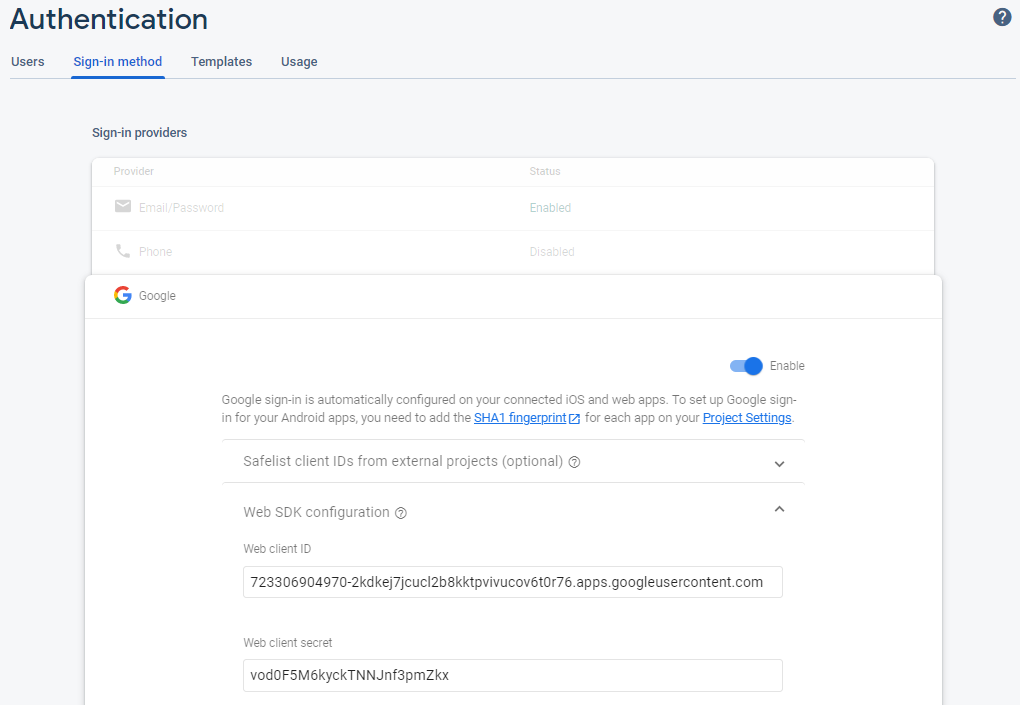 Authentication
Users Sign-in method Templates Usage
Sign-in providers
Provider Status
Email/Password Enabled
Phone Disabled
Google
Enable
Google sign-in is automatically configured on your connected iOS and web apps. To set up Google sign-
in for your Android apps, you need to add the SHA1 fingerprint for each app on your Project Settings.
Safelist client IDs from external projects (optional)
Web SDK configuration
Web client ID
723306904970-2kdkej7jcucl2b8kktpvivucov6t0r76.apps.googleusercontent.com
Web client secret
vod0F5M6kyckTNNJnf3pmZkx